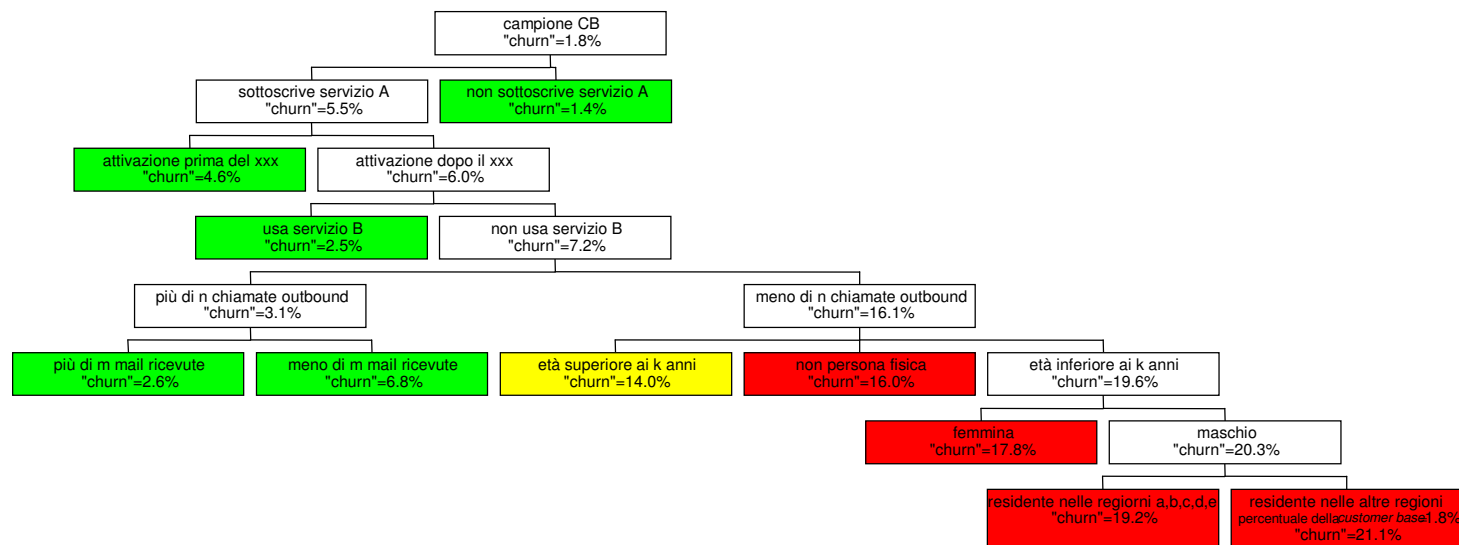 campione CB
"churn"=1.8%
sottoscrive servizio A
"churn"=5.5%
non sottoscrive servizio A
"churn"=1.4%
attivazione prima del xxx
"churn"=4.6%
attivazione dopo il xxx
"churn"=6.0%
usa servizio B
"churn"=2.5%
non usa servizio B
"churn"=7.2%
più di n chiamate outbound
"churn"=3.1%
meno di n chiamate outbound
"churn"=16.1%
più di m mail ricevute
"churn"=2.6%
meno di m mail ricevute
"churn"=6.8%
età superiore ai k anni
"churn"=14.0%
non persona fisica
"churn"=16.0%
età inferiore ai k anni
"churn"=19.6%
femmina
"churn"=17.8%
maschio
"churn"=20.3%
residente nelle regiorni a,b,c,d,e
"churn"=19.2%
residente nelle altre regioni
percentuale della customer base=1.8%
"churn"=21.1%